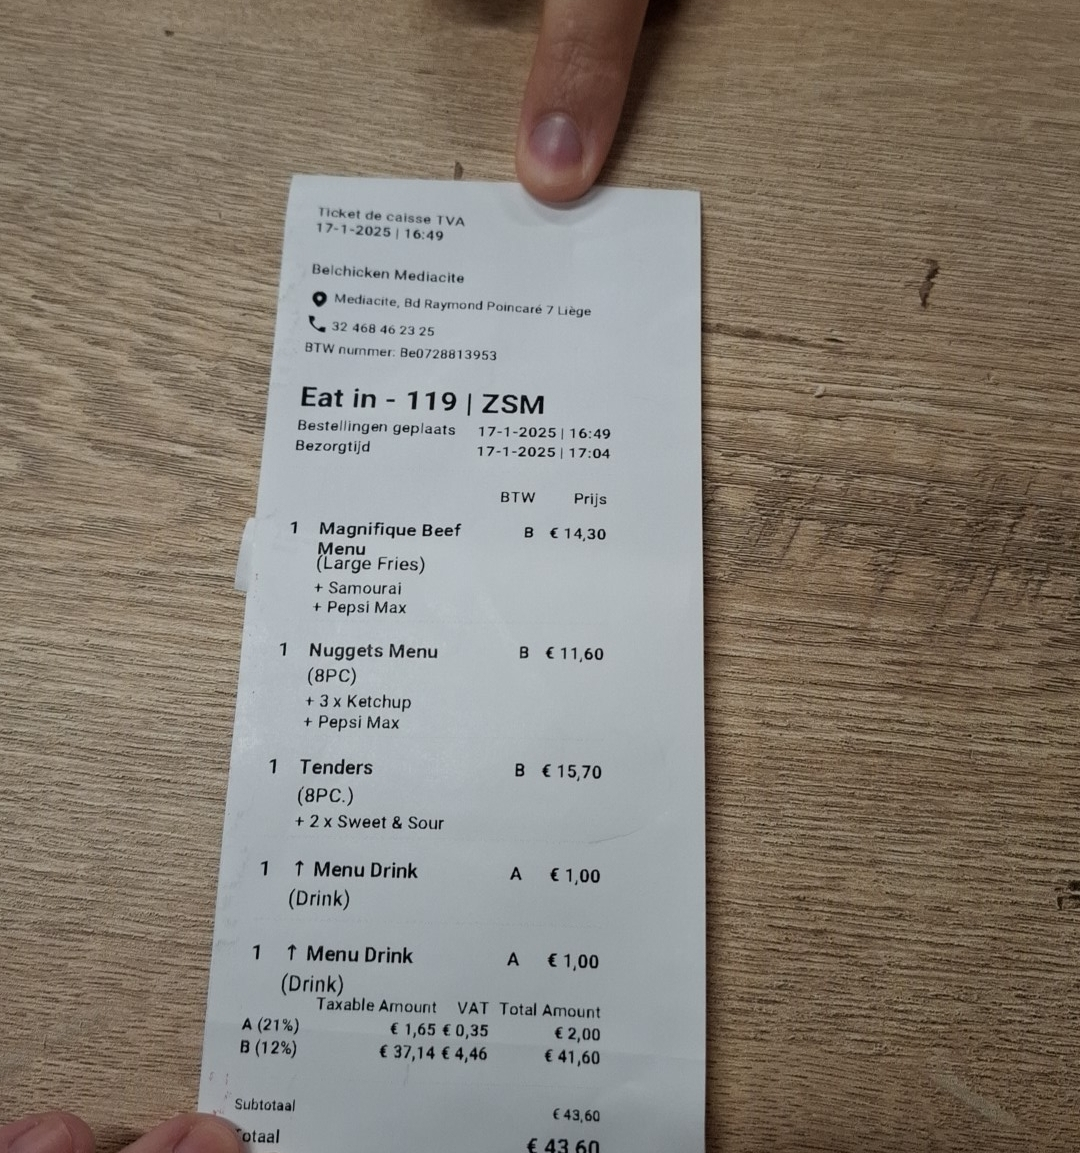 Ticket de caisse TVA
17-1-2025 | 16:49
Belchicken Mediacite
Mediacite, Bd Raymond Poincaré 7 Liège
32 468 46 23 25
BTW nummer: Be0728813953
Eat in - 119 | ZSM
Bestellingen geplaats 17-1-2025 | 16:49
Bezorgtijd 17-1-2025 | 17:04
BTW Prijs
1 Magnifique Beef B € 14,30
Menu
(Large Fries)
+ Samourai
+ Pepsi Max
1 Nuggets Menu B € 11,60
(8PC)
+ 3 x Ketchup
+ Pepsi Max
1 Tenders B € 15,70
(8PC.)
+ 2 x Sweet & Sour
1 ↑ Menu Drink A € 1,00
(Drink)
1 ↑ Menu Drink A € 1,00
(Drink)
Taxable Amount VAT Total Amount
A (21%) € 1,65 € 0,35 € 2,00
B (12%) € 37,14 € 4,46 € 41,60
Subtotaal € 43,60
otaal € 43,60